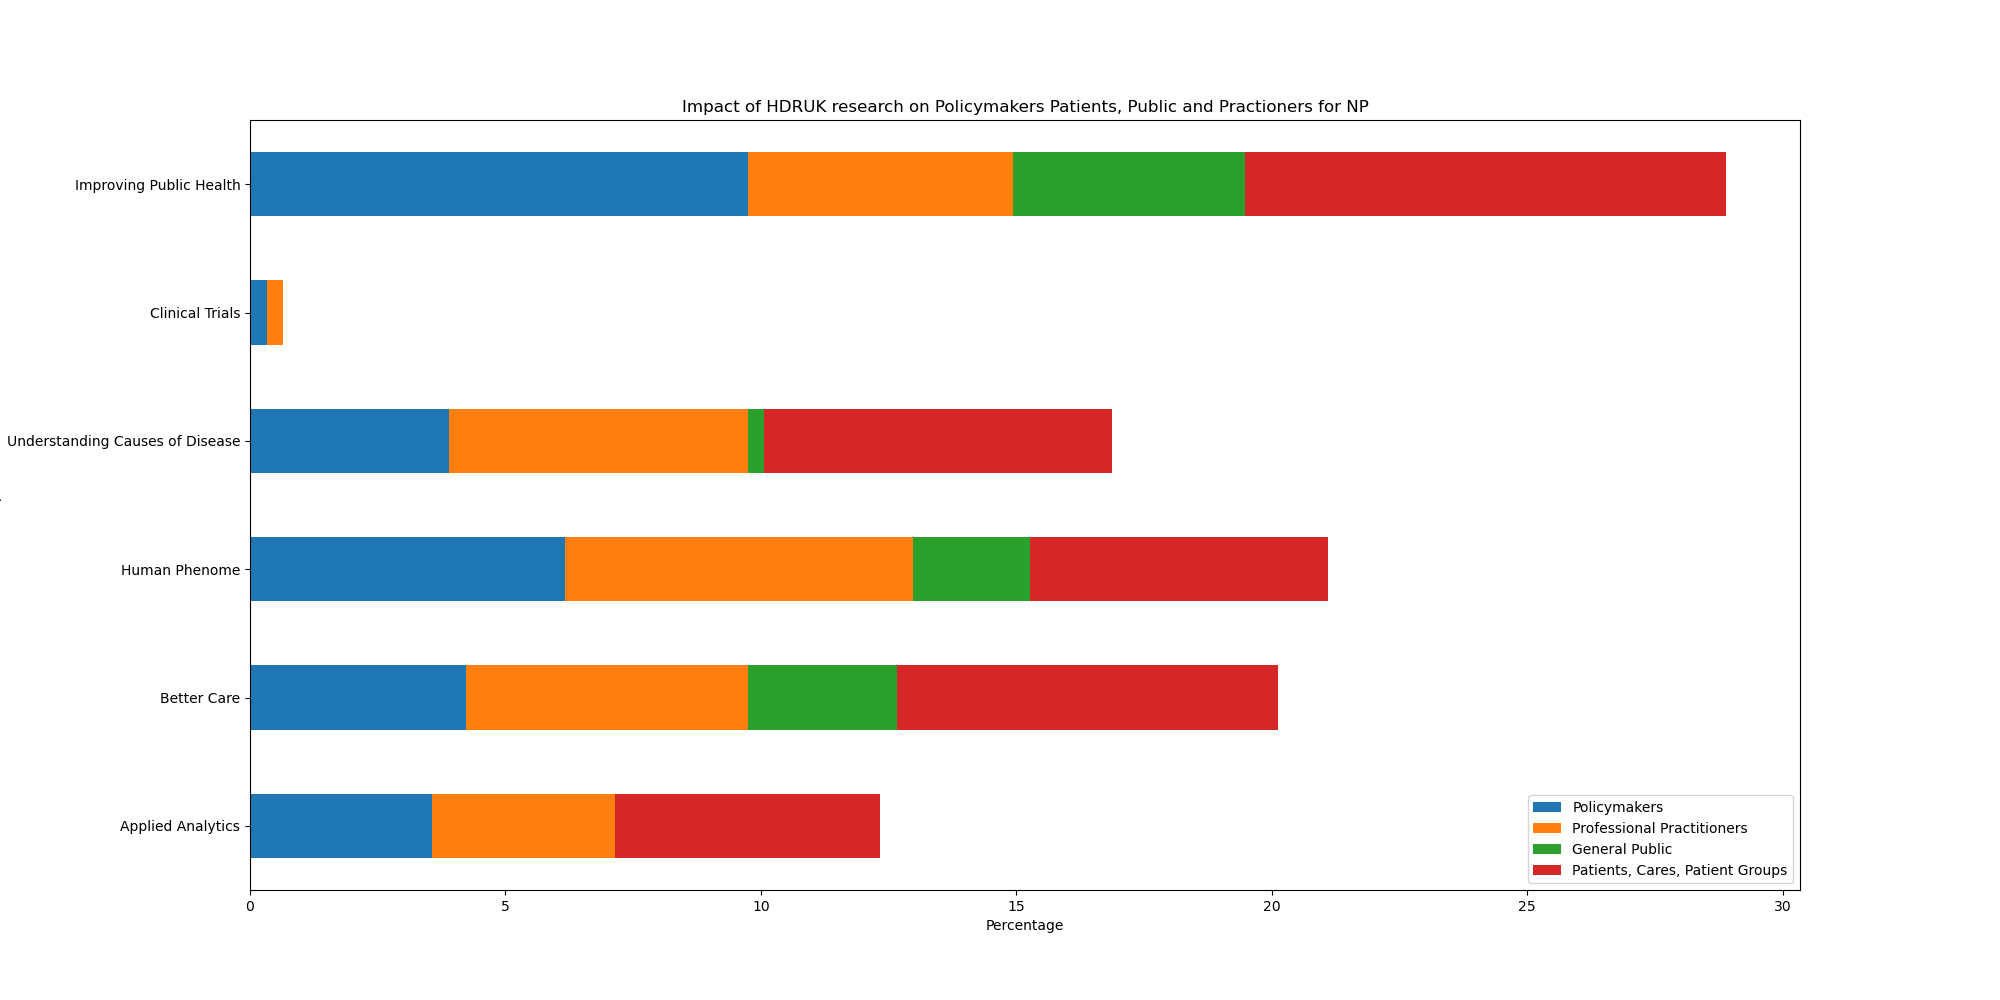 Impact of HDRUK research on Policymakers Patients, Public and Practioners for NP
Improving Public Health
Clinical Trials
Understanding Causes of Disease
Human Phenome
Better Care
Applied Analytics
Policymakers
Professional Practitioners
General Public
Patients, Cares, Patient Groups
0 5 10 15 20 25 30
Percentage